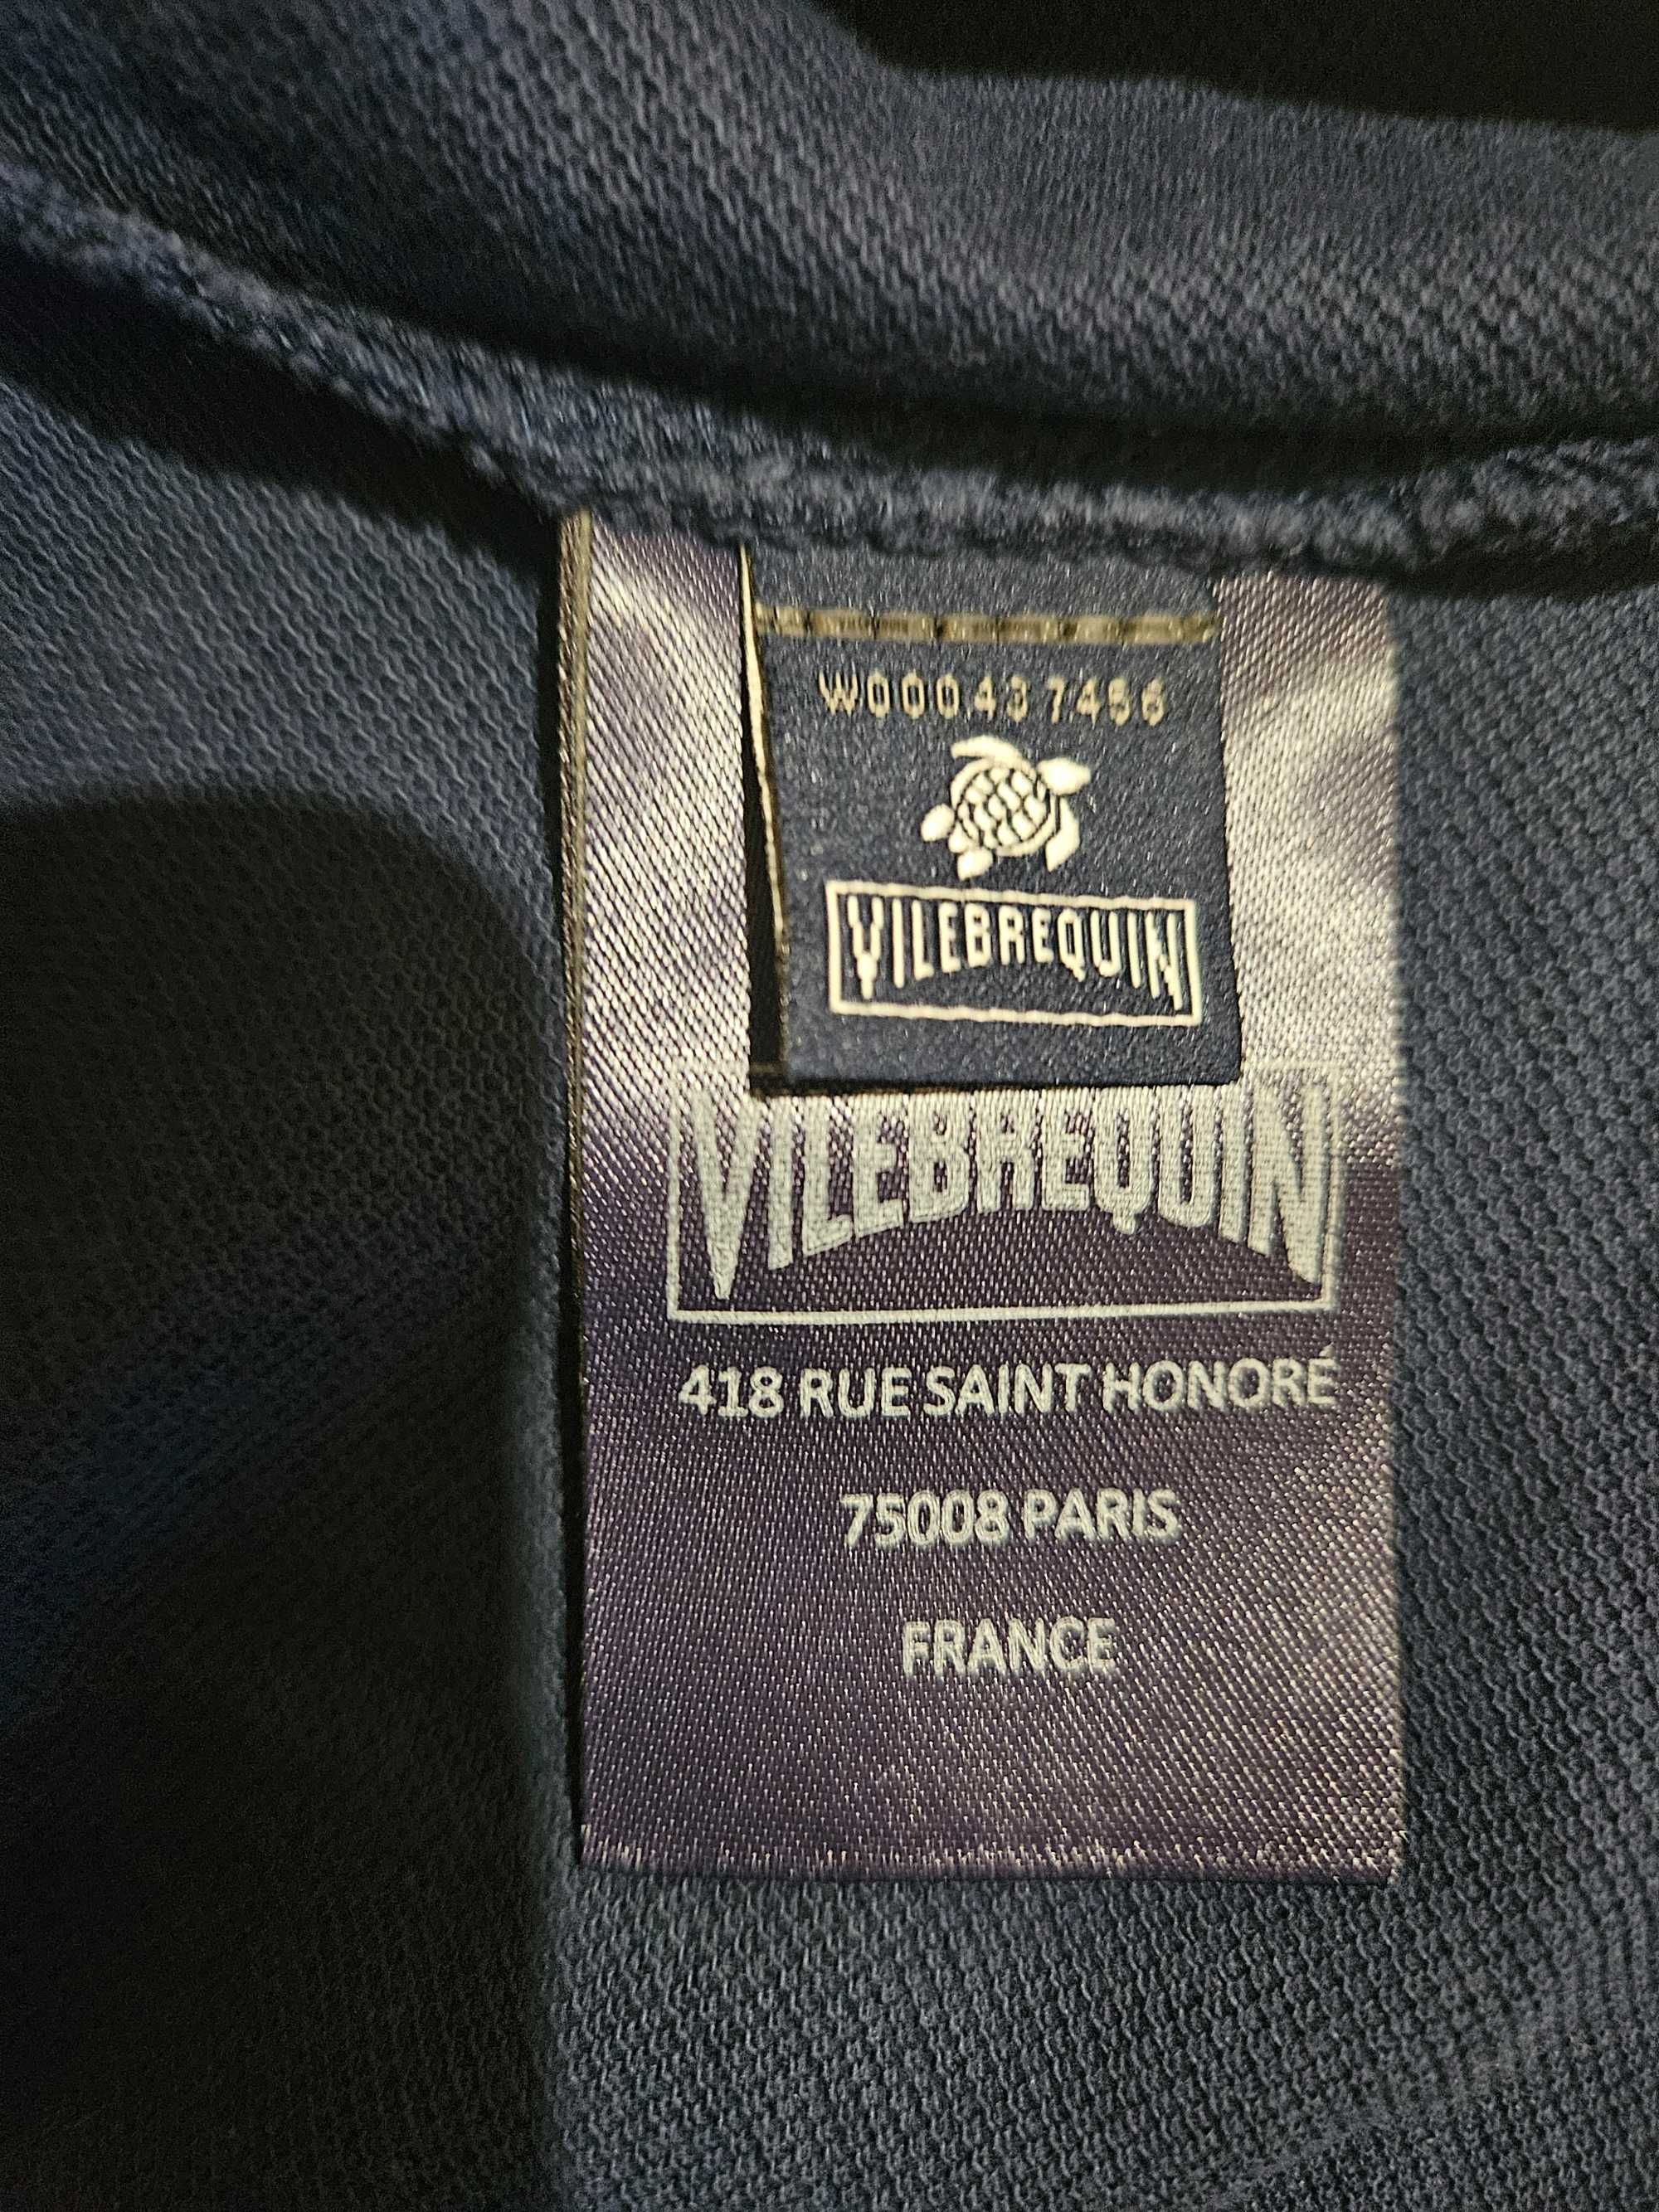 W000437456
VILEBREQUIN
VILEBREQUIN
418 RUE SAINT HONORÉ
75008 PARIS
FRANCE